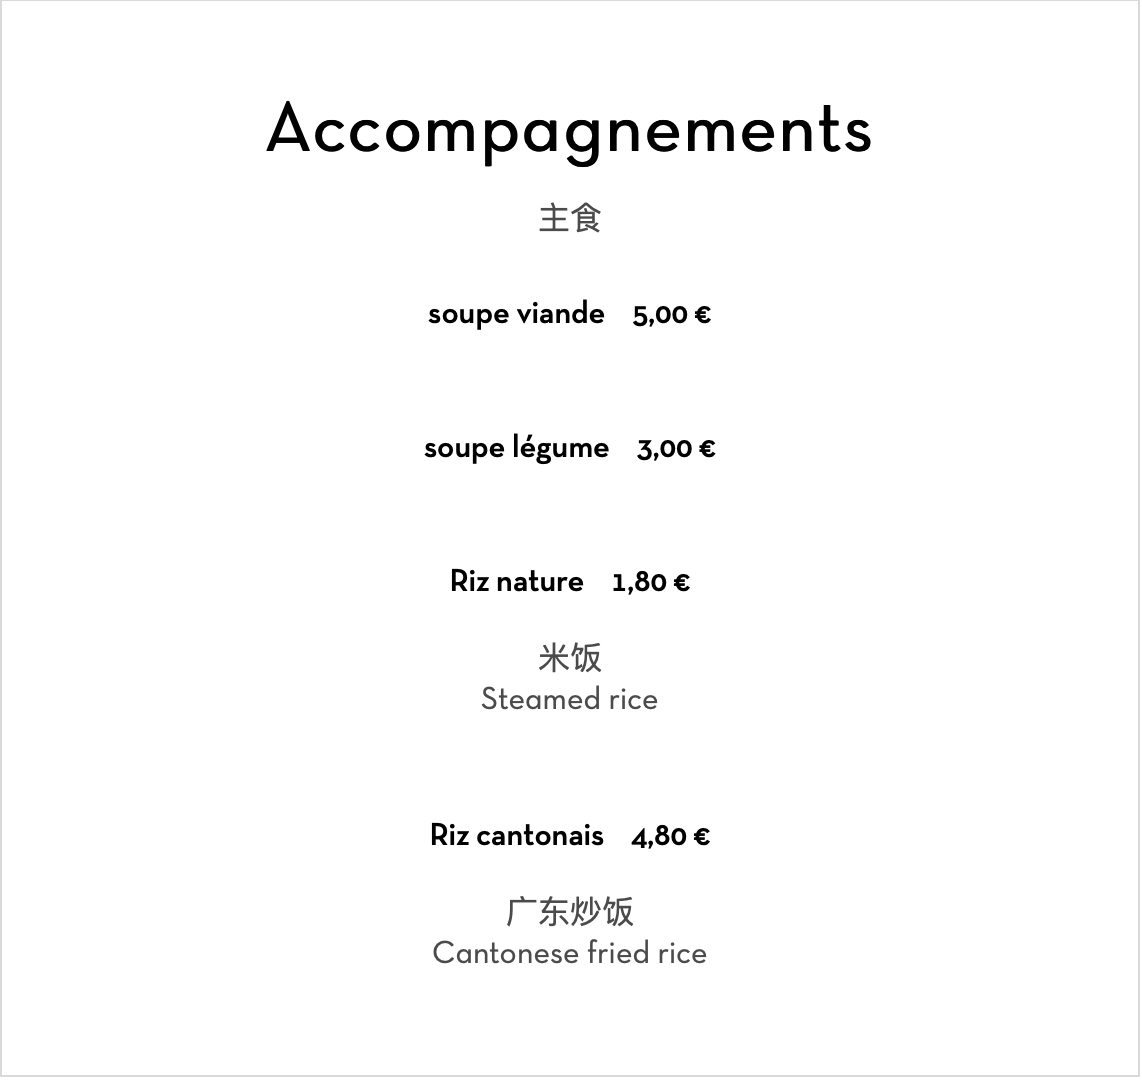 Accompagnements
主食
soupe viande 5,00 €
soupe légume 3,00 €
Riz nature 1,80 €
米饭
Steamed rice
Riz cantonais 4,80 €
广东炒饭
Cantonese fried rice